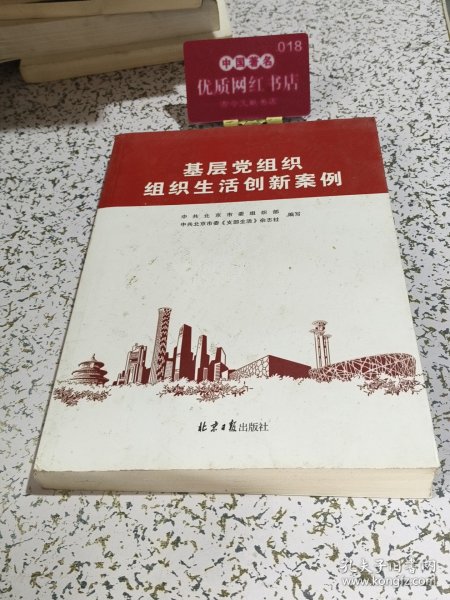 018
中国著名
优质网红书店
基层党组织
组织生活创新案例
中共北京市委组织部
中共北京市委《支部生活》杂志社
编写
北京日报出版社
孔夫子旧书网